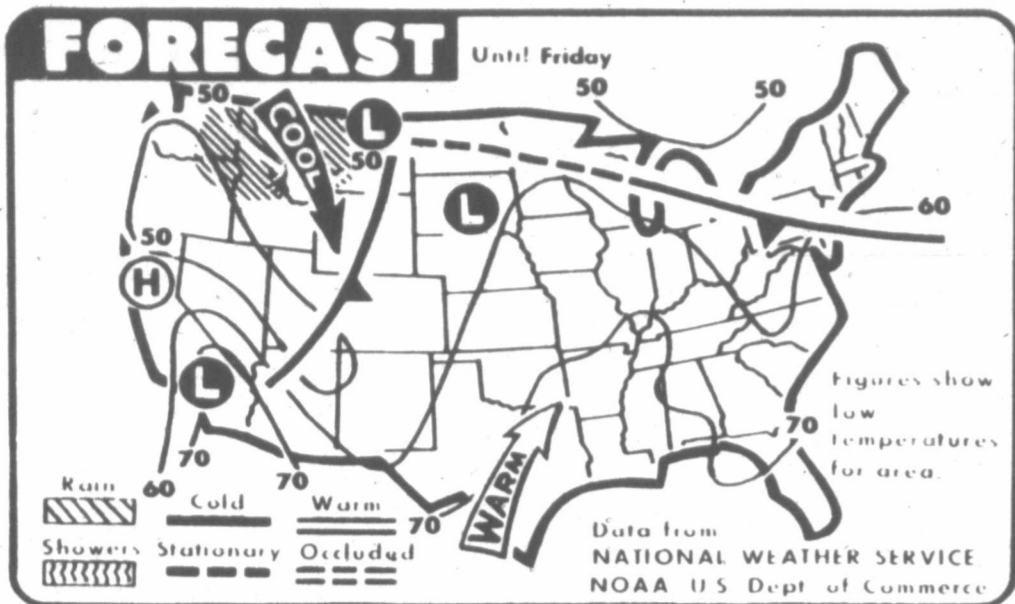 FORECAST
Until Friday
50
50
50
COOL
L
50
L
60
50
H
L
Figures show
low
70
temperatures
for area.
70
60
70
70
WARM
Rain
Cold
Warm
Showers
Stationary
Occluded
Data from
NATIONAL WEATHER SERVICE
NOAA U S Dept of Commerce